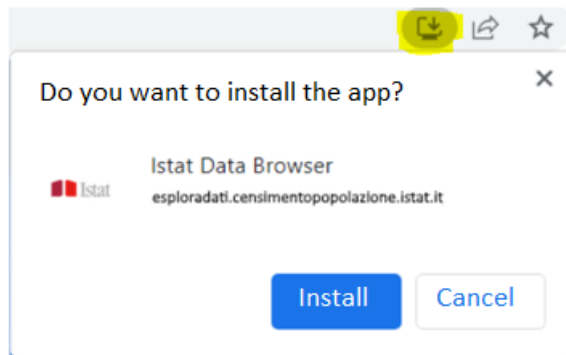 Do you want to install the app?
Istat Data Browser
Istat
esploradati.censimentopopolazione.istat.it
Install
Cancel